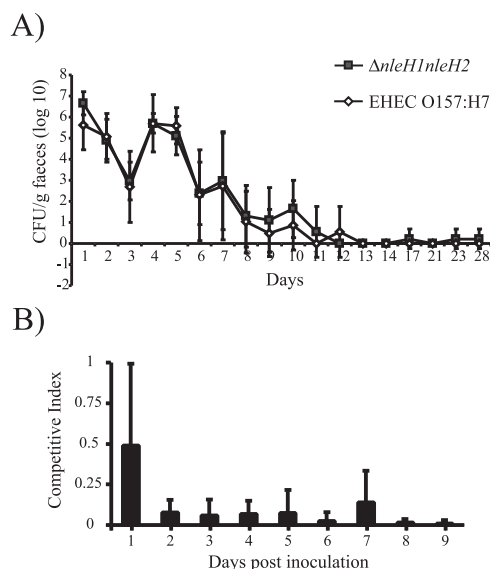 A)
ΔnleH1nleH2
EHEC O157:H7
CFU/g faeces (log 10)
8
7
6
5
4
3
2
1
0
-1
-2
1 2 3 4 5 6 7 8 9 10 11 12 13 14 17 21 23 28
Days
B)
Competitive Index
1
0.75
0.5
0.25
0
1 2 3 4 5 6 7 8 9
Days post inoculation